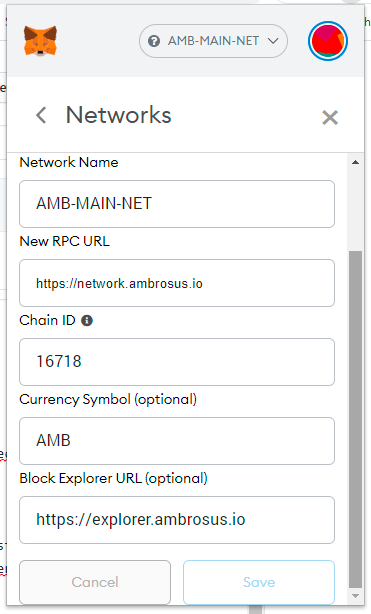 AMB-MAIN-NET
Networks
Network Name
AMB-MAIN-NET
New RPC URL
https://network.ambrosus.io
Chain ID
16718
Currency Symbol (optional)
AMB
Block Explorer URL (optional)
https://explorer.ambrosus.io
Cancel
Save